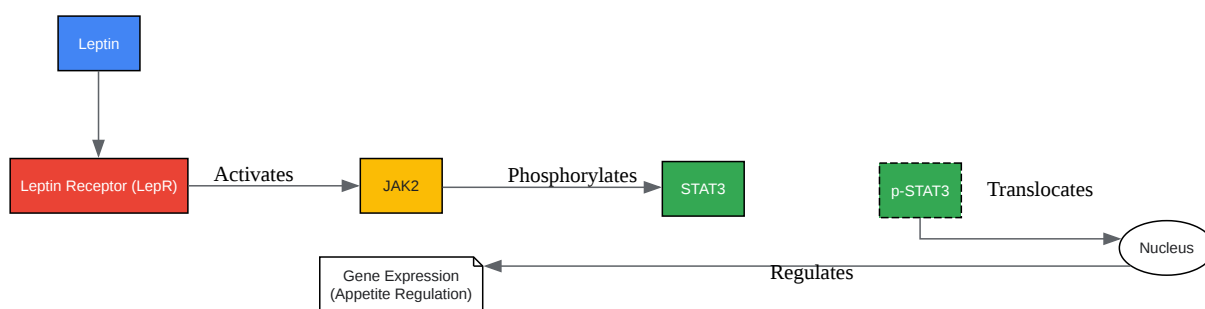 Leptin
Leptin Receptor (LepR)
Activates
JAK2
Phosphorylates
STAT3
p-STAT3
Translocates
Nucleus
Regulates
Gene Expression
(Appetite Regulation)